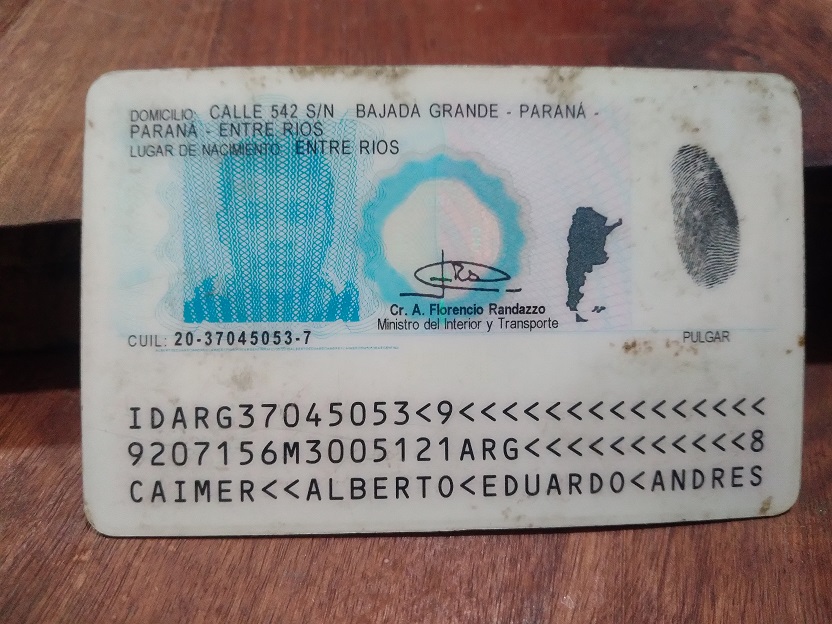 DOMICILIO: CALLE 542 S/N BAJADA GRANDE - PARANÁ -
PARANÁ - ENTRE RIOS
LUGAR DE NACIMIENTO: ENTRE RIOS
Cr. A. Florencio Randazzo
Ministro del Interior y Transporte
CUIL: 20-37045053-7
PULGAR
IDARG37045053<9<<<<<<<<<<<<<<<
9207156M3005121ARG<<<<<<<<<<<8
CAIMER<<ALBERTO<EDUARDO<ANDRES